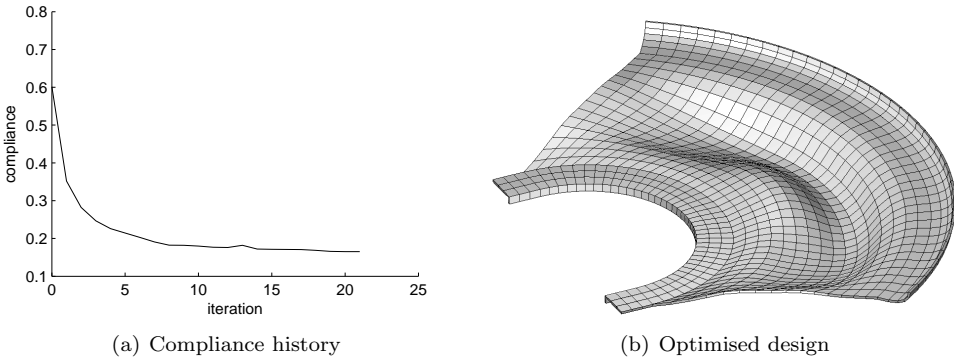 0.8
0.7
0.6
0.5
0.4
0.3
0.2
0.1
compliance
0 5 10 15 20 25
iteration
(a) Compliance history
(b) Optimised design